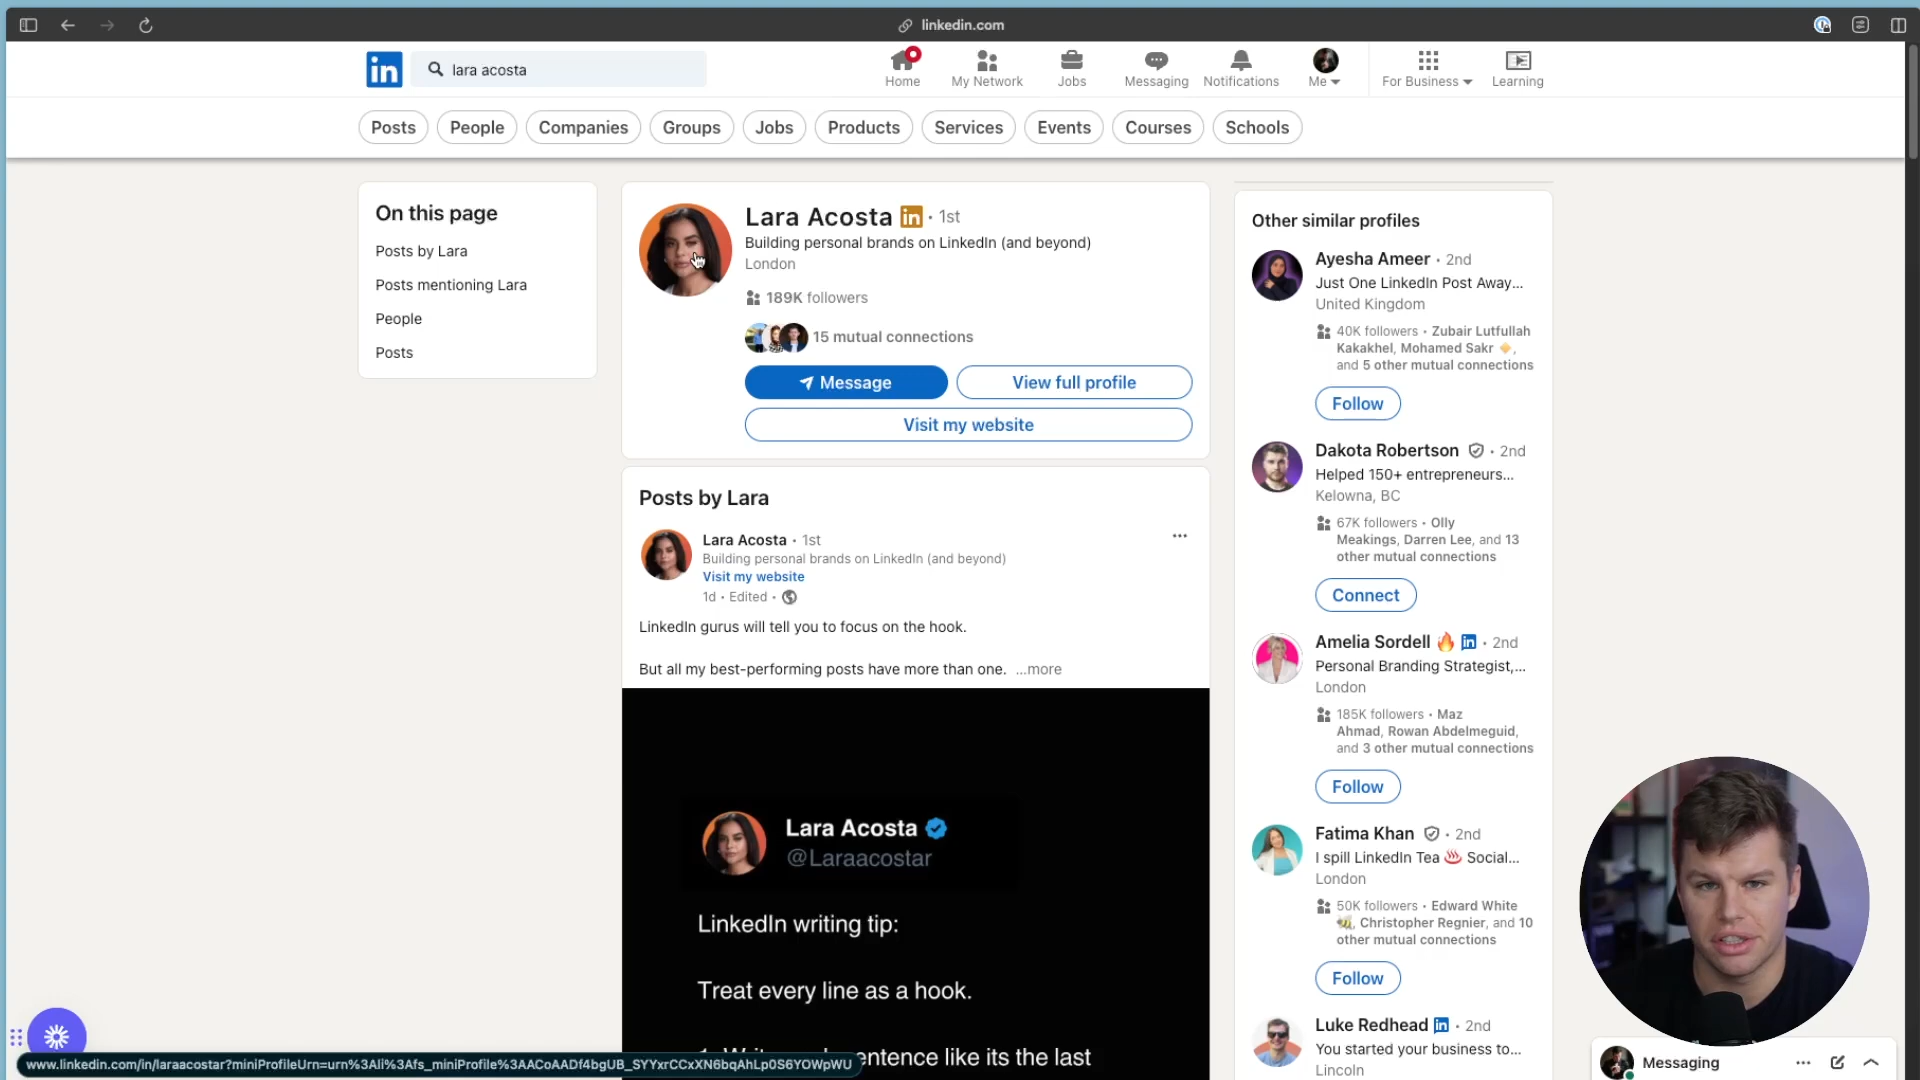 linkedin.com
in
lara acosta
Home
My Network
Jobs
Messaging
Notifications
Me
For Business
Learning
Posts
People
Companies
Groups
Jobs
Products
Services
Events
Courses
Schools
On this page
Posts by Lara
Posts mentioning Lara
People
Posts
Lara Acosta in · 1st
Building personal brands on LinkedIn (and beyond)
London
189K followers
15 mutual connections
Message
View full profile
Visit my website
Posts by Lara
Lara Acosta · 1st
Building personal brands on LinkedIn (and beyond)
Visit my website
1d · Edited ·
LinkedIn gurus will tell you to focus on the hook.
But all my best-performing posts have more than one. ...more
Lara Acosta
@Laraacostar
LinkedIn writing tip:
Treat every line as a hook.
entence like its the last
Other similar profiles
Ayesha Ameer · 2nd
Just One LinkedIn Post Away...
United Kingdom
40K followers · Zubair Lutfullah
Kakakhel, Mohamed Sakr 🔸,
and 5 other mutual connections
Follow
Dakota Robertson · 2nd
Helped 150+ entrepreneurs...
Kelowna, BC
67K followers · Olly
Meakings, Darren Lee, and 13
other mutual connections
Connect
Amelia Sordell 🔥 in · 2nd
Personal Branding Strategist,...
London
185K followers · Maz
Ahmad, Rowan Abdelmeguid,
and 3 other mutual connections
Follow
Fatima Khan · 2nd
I spill LinkedIn Tea ♨️ Social...
London
50K followers · Edward White
🐝, Christopher Regnier, and 10
other mutual connections
Follow
Luke Redhead in · 2nd
You started your business to...
Lincoln
Messaging
www.linkedin.com/in/laraacostar?miniProfileUrn=urn%3Ali%3Afs_miniProfile%3AACoAADf4bgUB_SYYxrCCxXN6bqAhLp0S6YOWpWU